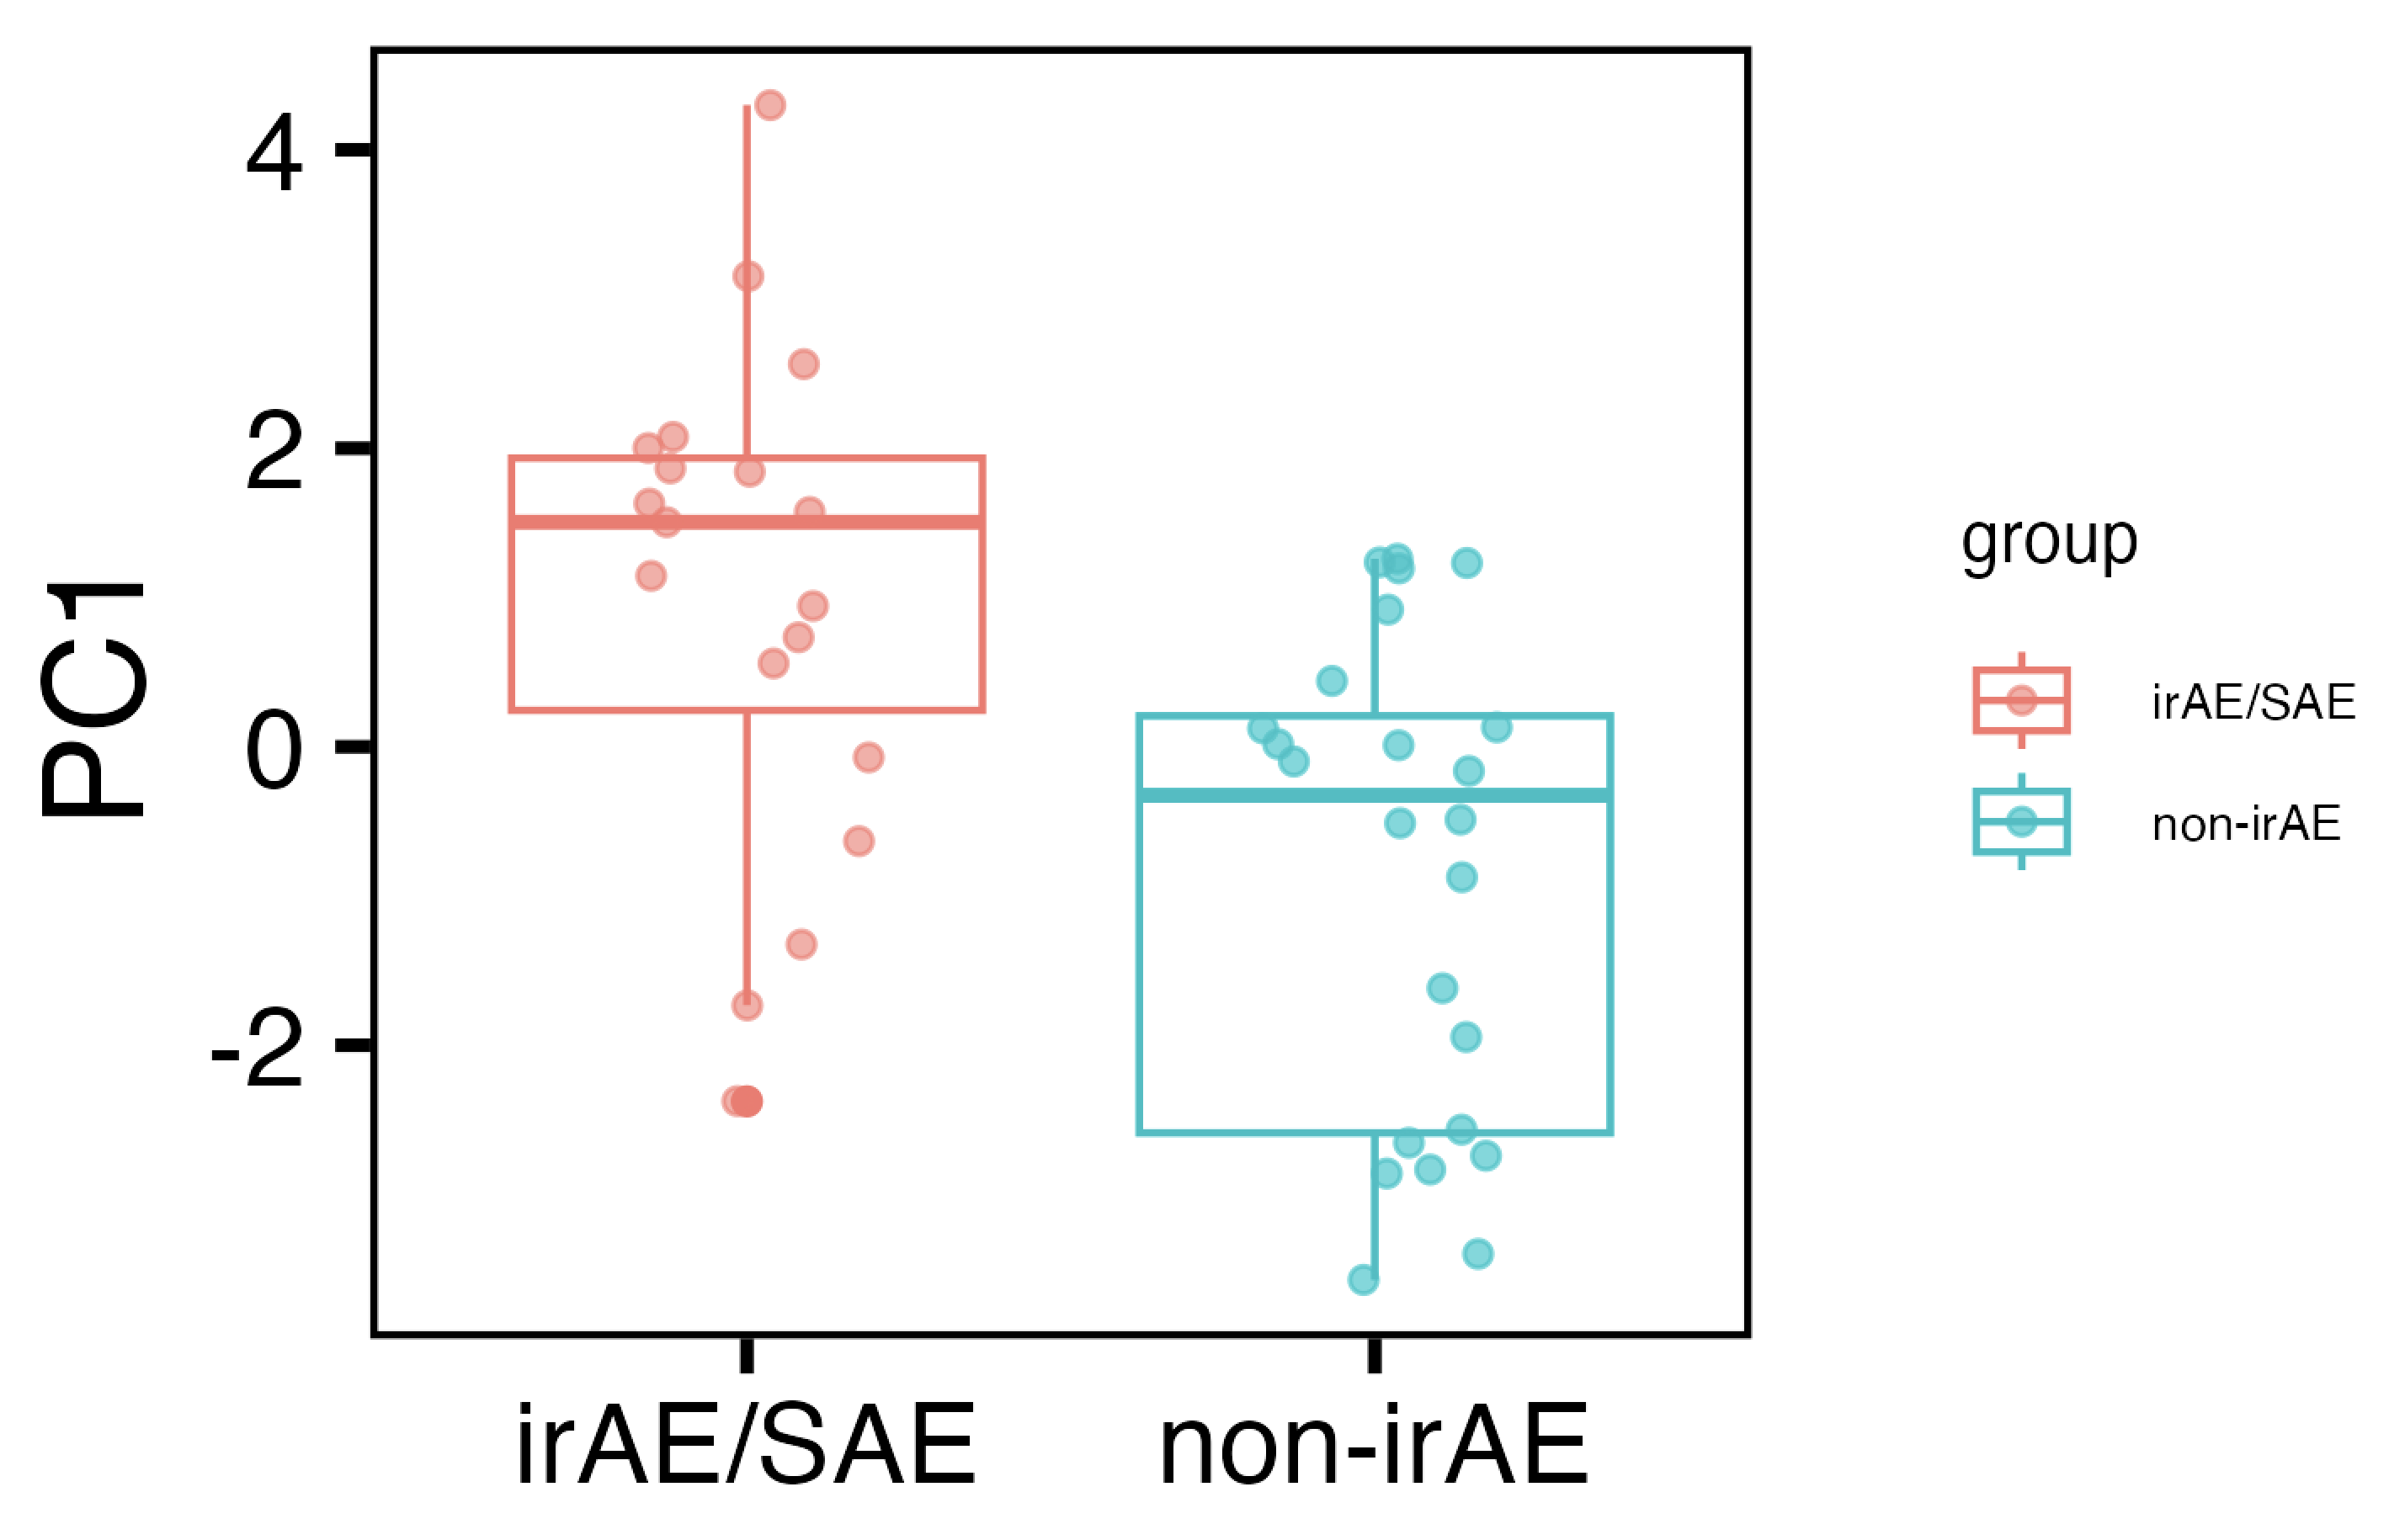 PC1
4
2
0
-2
irAE/SAE
non-irAE
group
irAE/SAE
non-irAE